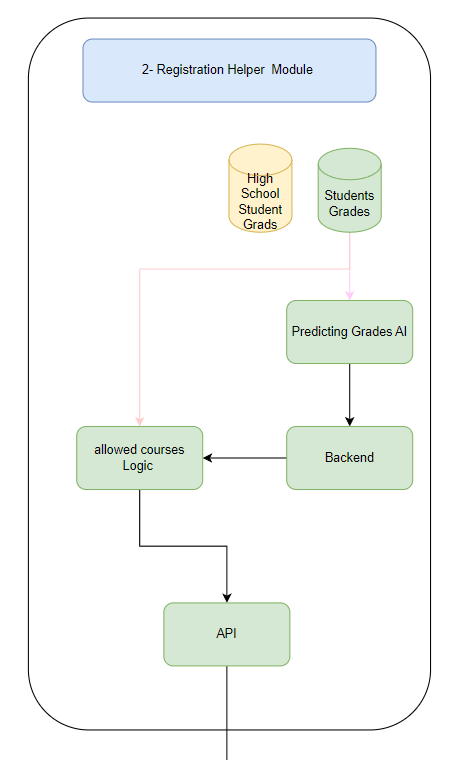 2- Registration Helper  Module
High
School
Student
Grads
Students
Grades
Predicting Grades AI
allowed courses
Logic
Backend
API